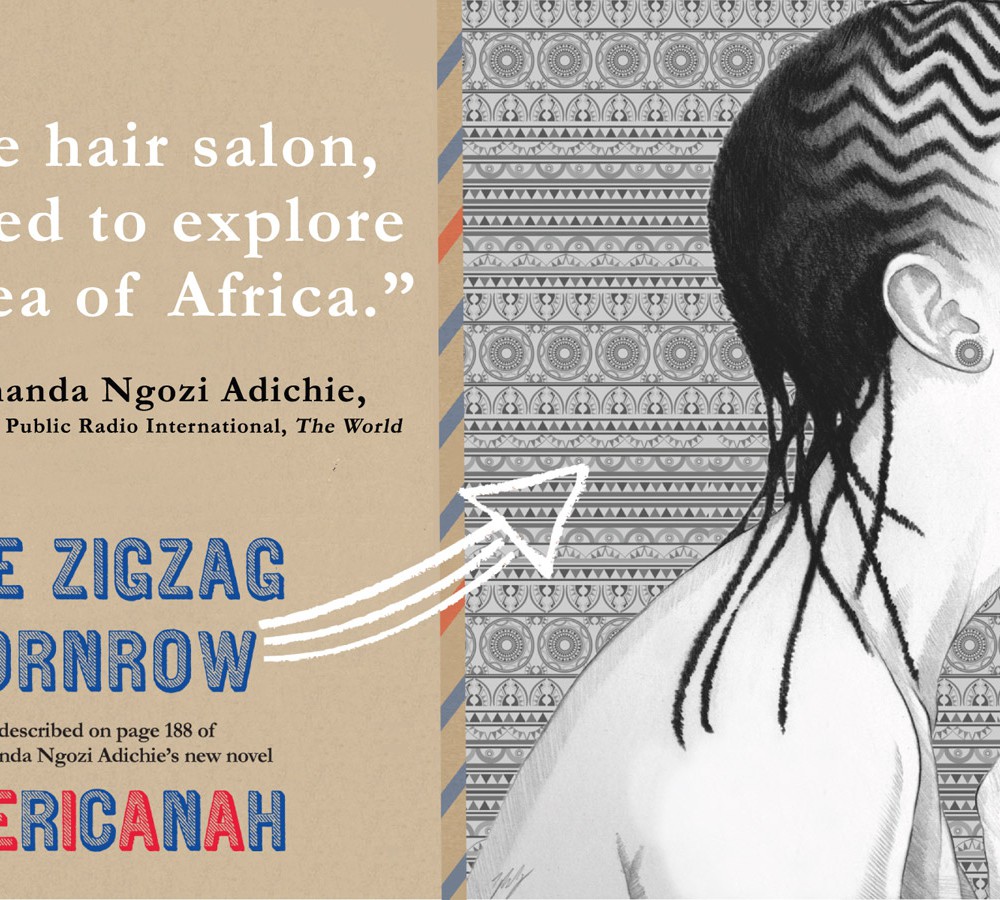 e hair salon,
ed to explore
ea of Africa.”
anda Ngozi Adichie,
Public Radio International, The World
E ZIGZAG
ORNROW
described on page 188 of
nda Ngozi Adichie’s new novel
ERICANAH